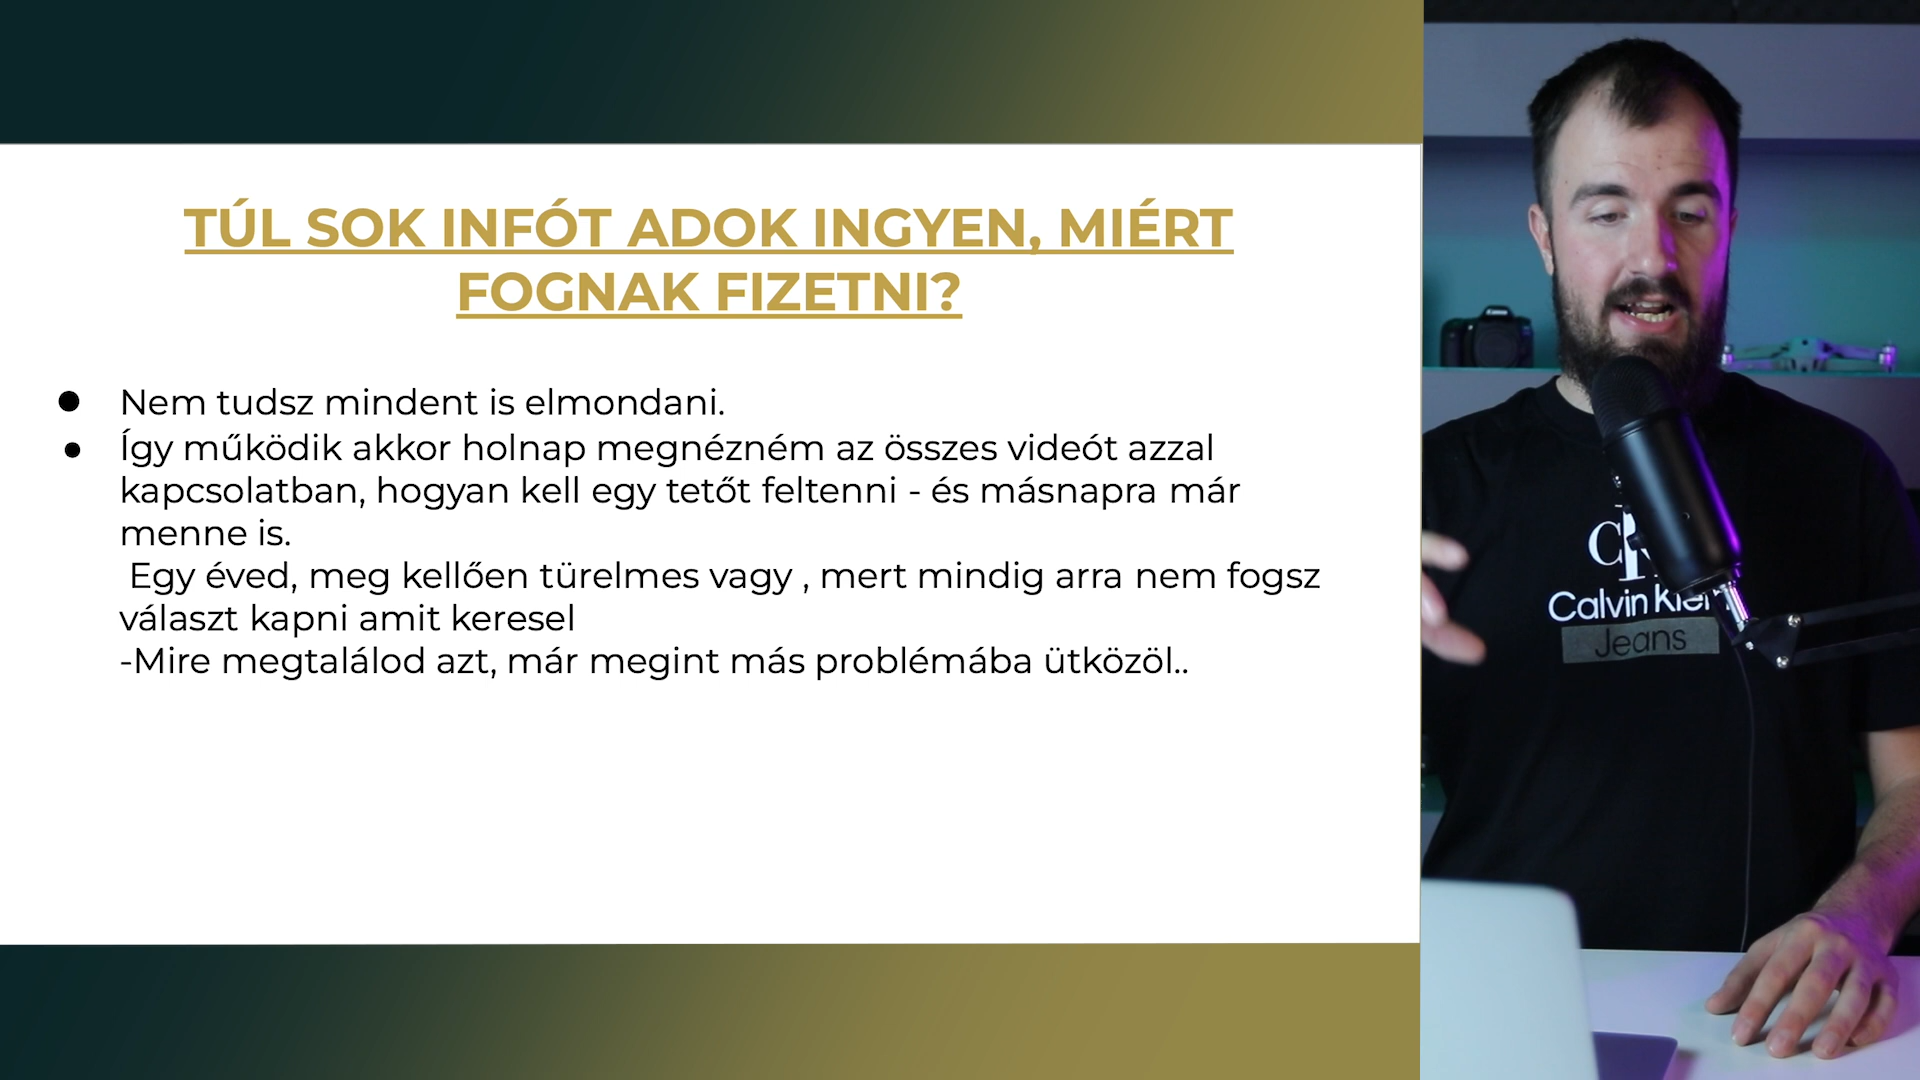 TÚL SOK INFÓT ADOK INGYEN, MIÉRT
FOGNAK FIZETNI?
Nem tudsz mindent is elmondani.
Így működik akkor holnap megnézném az összes videót azzal
kapcsolatban, hogyan kell egy tetőt feltenni - és másnapra már
menne is.
Egy éved, meg kellően türelmes vagy , mert mindig arra nem fogsz
választ kapni amit keresel
-Mire megtalálod azt, már megint más problémába ütközöl..
Calvin Klein
Jeans